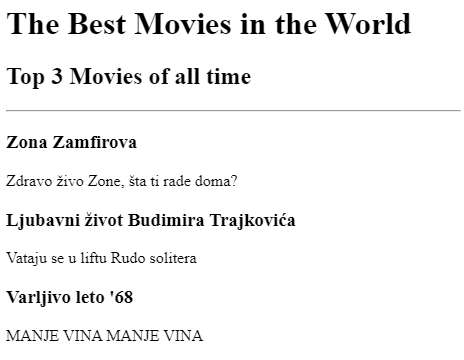 The Best Movies in the World
Top 3 Movies of all time
Zona Zamfirova
Zdravo živo Zone, šta ti rade doma?
Ljubavni život Budimira Trajkovića
Vataju se u liftu Rudo solitera
Varljivo leto '68
MANJE VINA MANJE VINA